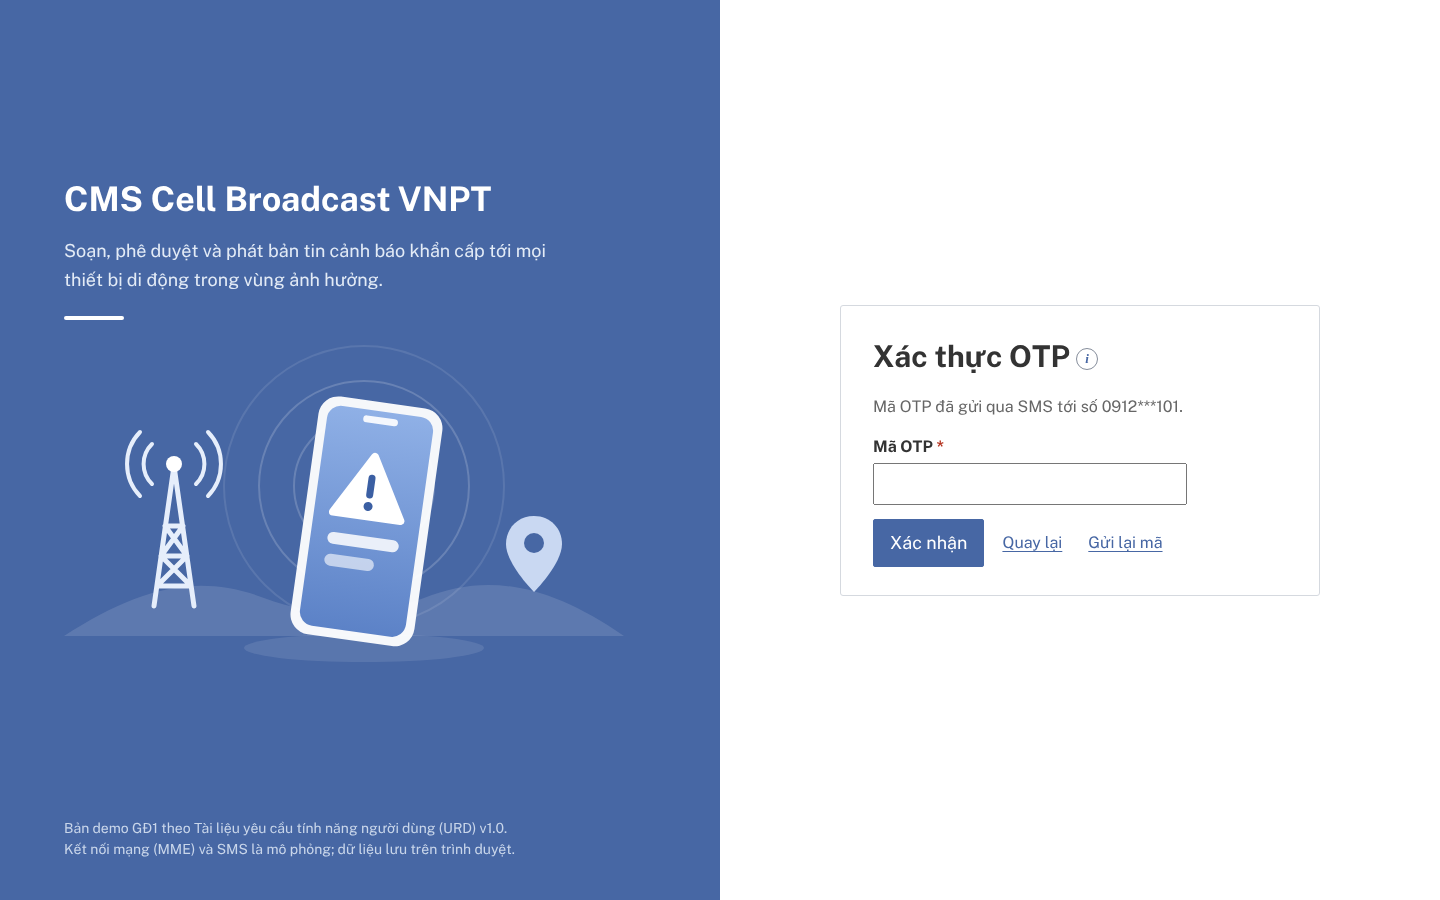 CMS Cell Broadcast VNPT
Soạn, phê duyệt và phát bản tin cảnh báo khẩn cấp tới mọi
thiết bị di động trong vùng ảnh hưởng.
Bản demo GĐ1 theo Tài liệu yêu cầu tính năng người dùng (URD) v1.0.
Kết nối mạng (MME) và SMS là mô phỏng; dữ liệu lưu trên trình duyệt.
Xác thực OTP i
Mã OTP đã gửi qua SMS tới số 0912***101.
Mã OTP *
Xác nhận Quay lại Gửi lại mã